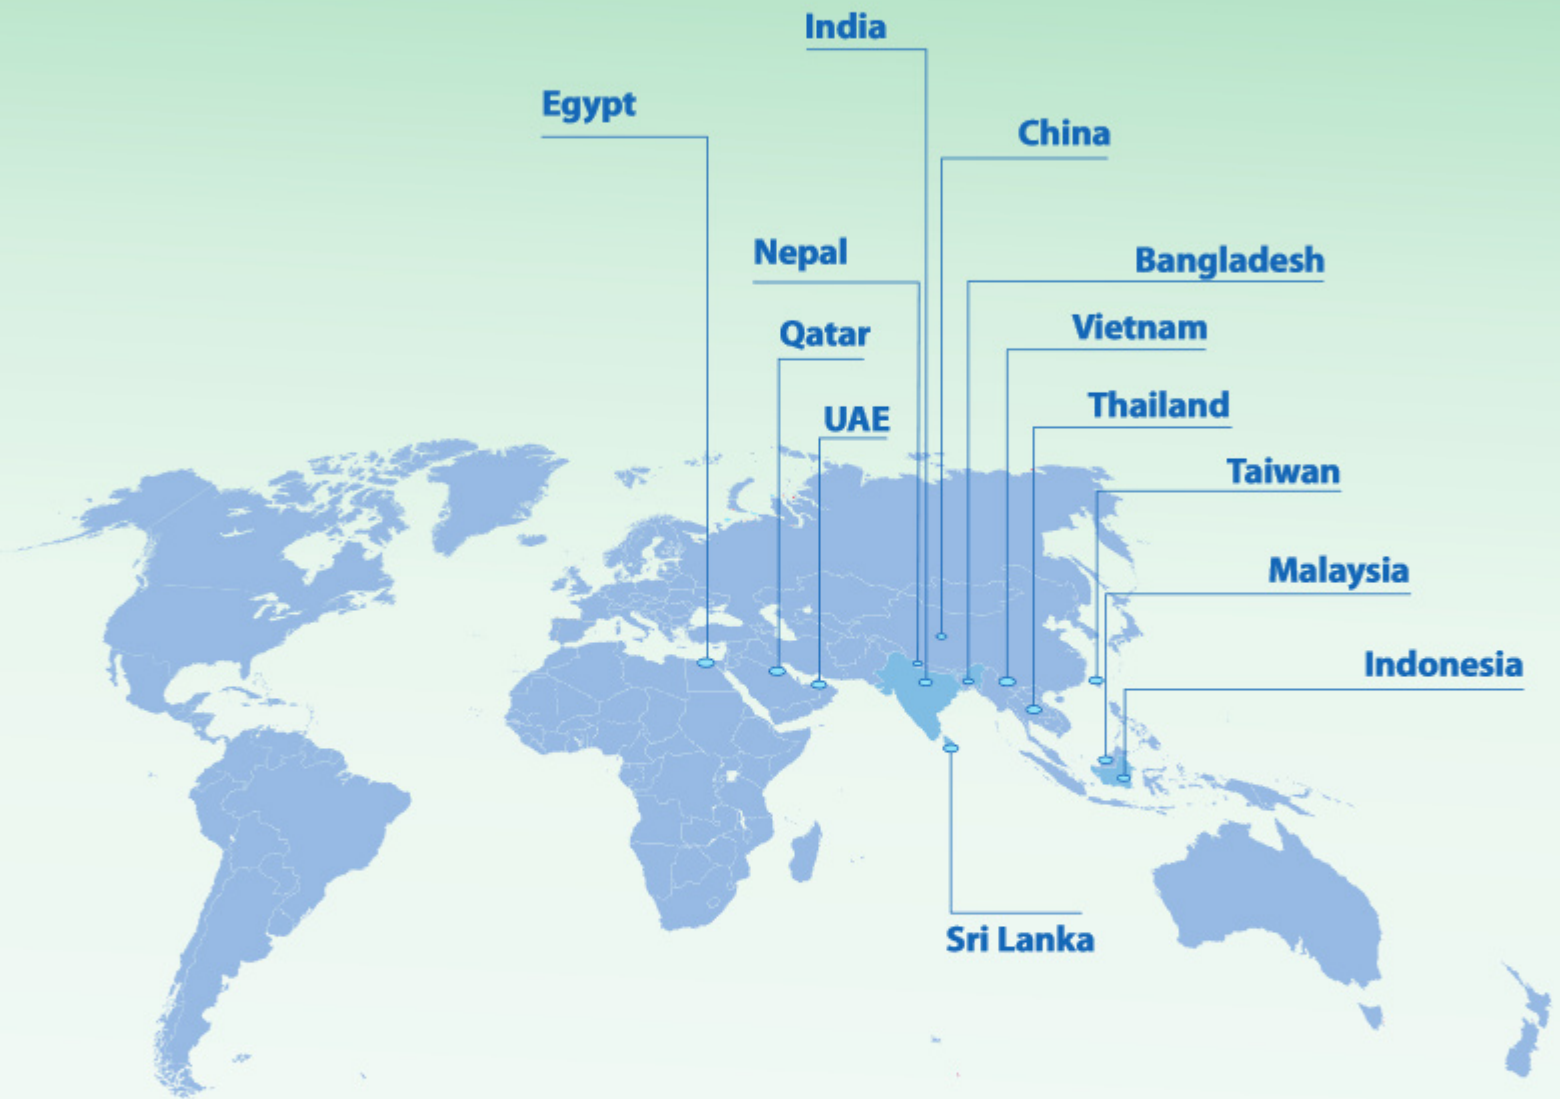 India
Egypt
China
Nepal
Bangladesh
Vietnam
Qatar
Thailand
UAE
Taiwan
Malaysia
Indonesia
Sri Lanka